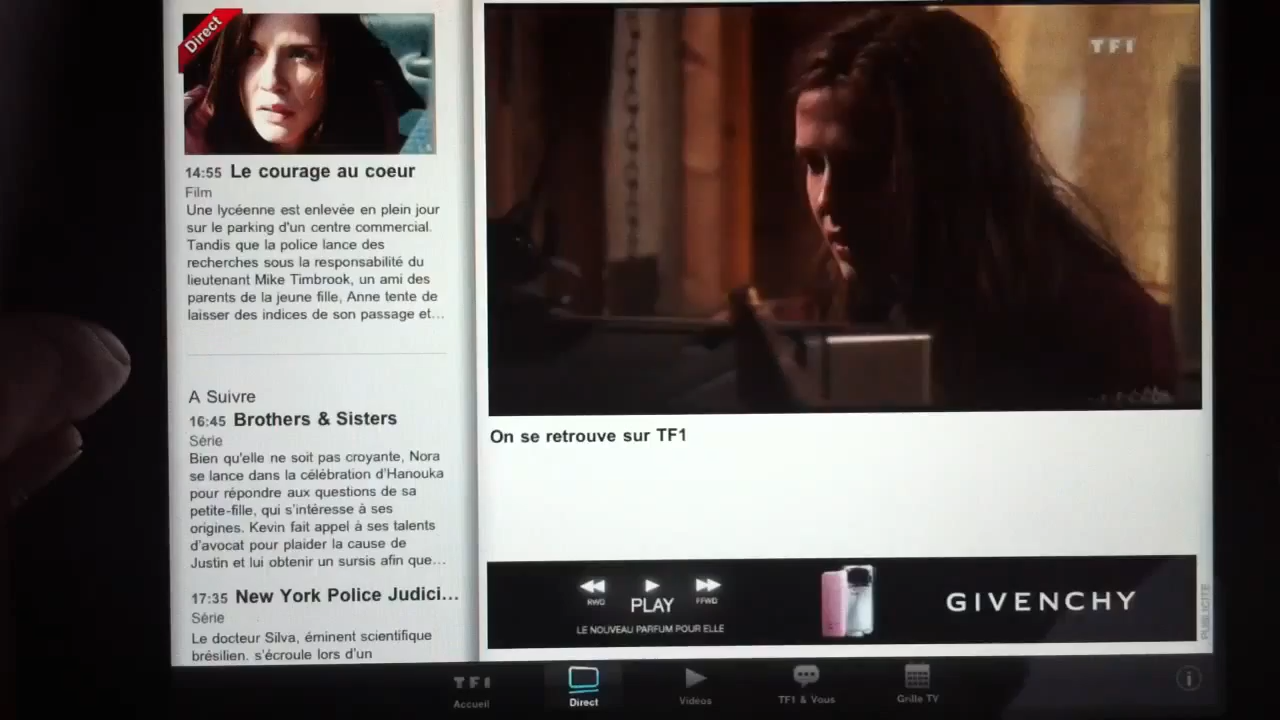 Direct
14:55 Le courage au coeur
Film
Une lycéenne est enlevée en plein jour
sur le parking d'un centre commercial.
Tandis que la police lance des
recherches sous la responsabilité du
lieutenant Mike Timbrook, un ami des
parents de la jeune fille, Anne tente de
laisser des indices de son passage et...
A Suivre
16:45 Brothers & Sisters
Série
Bien qu'elle ne soit pas croyante, Nora
se lance dans la célébration d'Hanouka
pour répondre aux questions de sa
petite-fille, qui s'intéresse à ses
origines. Kevin fait appel à ses talents
d'avocat pour plaider la cause de
Justin et lui obtenir un sursis afin que...
17:35 New York Police Judici...
Série
Le docteur Silva, éminent scientifique
brésilien, s'écroule lors d'un
TF1
On se retrouve sur TF1
RWD PLAY FFWD
LE NOUVEAU PARFUM POUR ELLE
GIVENCHY
PUBLICITE
TF1
Accueil
Direct
Vidéos
TF1 & Vous
Grille TV
i